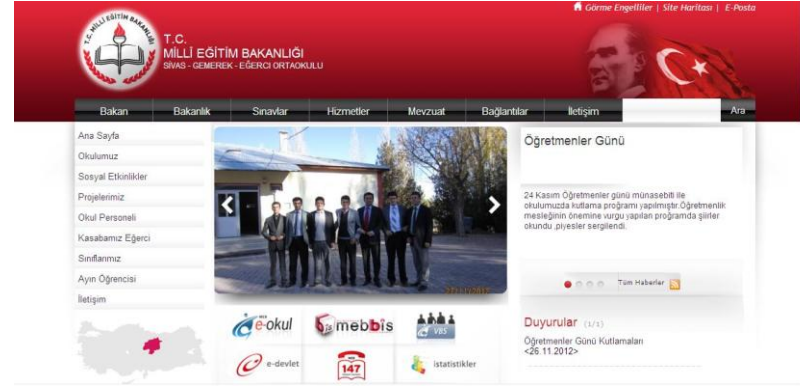 Görme Engelliler | Site Haritası | E-Posta
T.C.
MİLLÎ EĞİTİM BAKANLIĞI
SİVAS - GEMEREK - EĞERCİ ORTAOKULU
Bakan Bakanlık Sınavlar Hizmetler Mevzuat Bağlantılar İletişim Ara
Ana Sayfa
Okulumuz
Sosyal Etkinlikler
Projelerimiz
Okul Personeli
Kasabamız Eğerci
Sınıflarımız
Ayın Öğrencisi
İletişim
Öğretmenler Günü
24 Kasım Öğretmenler günü münasebiti ile
okulumuzda kutlama proğramı yapılmıştır.Öğretmenlik
mesleğinin önemine vurgu yapılan proğramda şiirler
okundu ,piyesler sergilendi.
Tüm Haberler
e-okul
mebbis
VBS
e-devlet
147
istatistikler
Duyurular (1/1)
Öğretmenler Günü Kutlamaları
<26.11.2012>